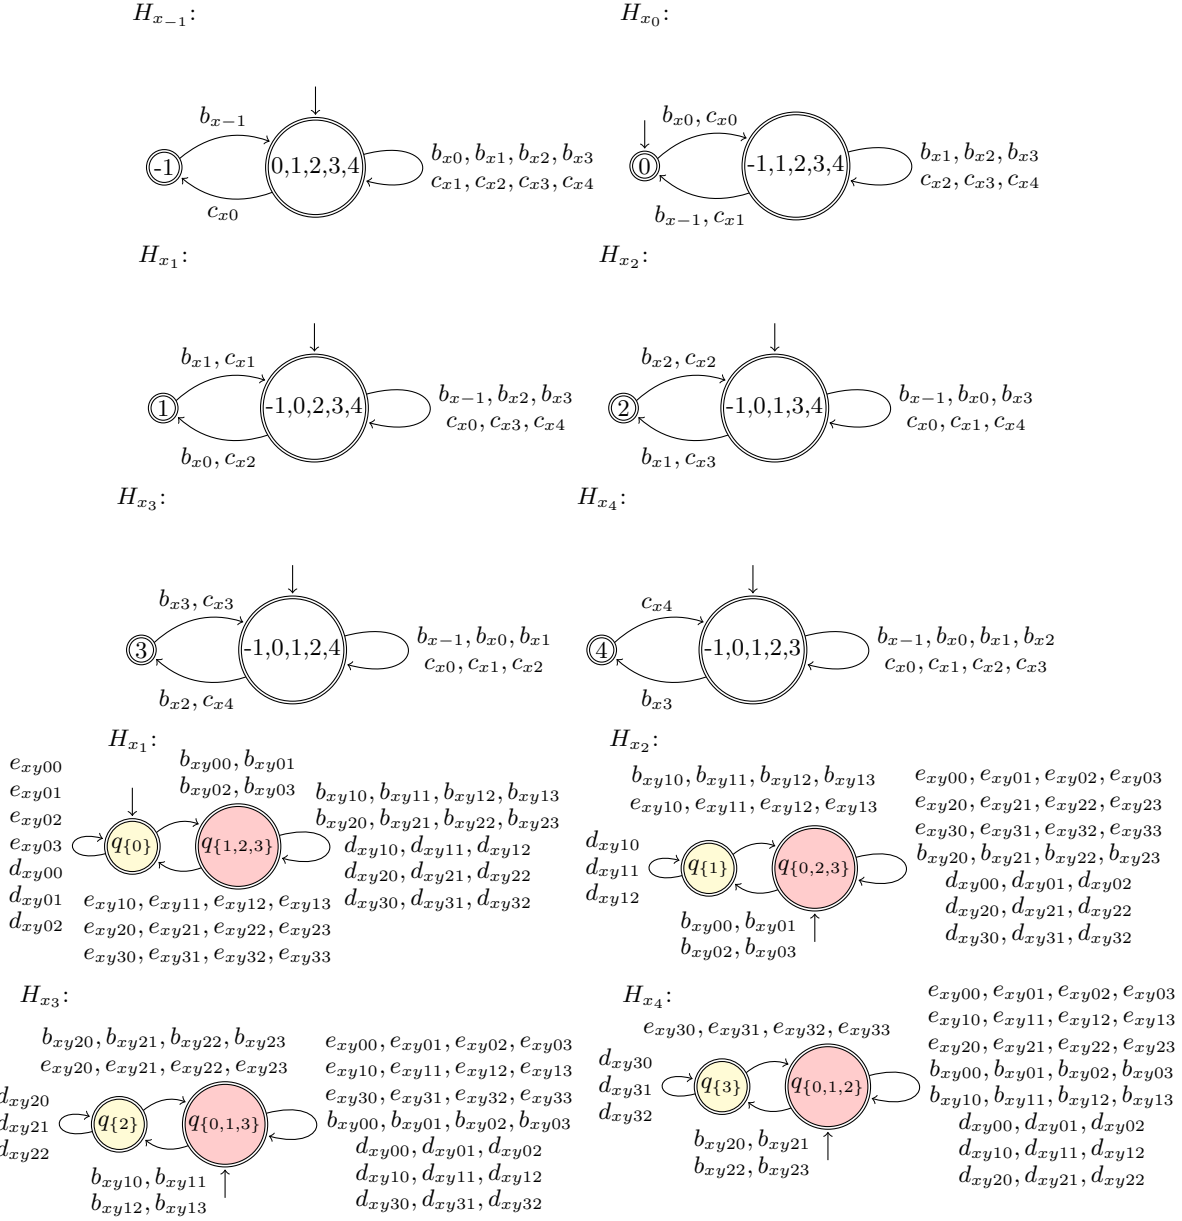 H_{x_{-1}}:
H_{x_0}:
b_{x-1}
-1
0,1,2,3,4
b_{x0}, b_{x1}, b_{x2}, b_{x3}
c_{x1}, c_{x2}, c_{x3}, c_{x4}
c_{x0}
b_{x0}, c_{x0}
0
-1,1,2,3,4
b_{x1}, b_{x2}, b_{x3}
c_{x2}, c_{x3}, c_{x4}
b_{x-1}, c_{x1}
H_{x_1}:
H_{x_2}:
b_{x1}, c_{x1}
1
-1,0,2,3,4
b_{x-1}, b_{x2}, b_{x3}
c_{x0}, c_{x3}, c_{x4}
b_{x0}, c_{x2}
b_{x2}, c_{x2}
2
-1,0,1,3,4
b_{x-1}, b_{x0}, b_{x3}
c_{x0}, c_{x1}, c_{x4}
b_{x1}, c_{x3}
H_{x_3}:
H_{x_4}:
b_{x3}, c_{x3}
3
-1,0,1,2,4
b_{x-1}, b_{x0}, b_{x1}
c_{x0}, c_{x1}, c_{x2}
b_{x2}, c_{x4}
c_{x4}
4
-1,0,1,2,3
b_{x-1}, b_{x0}, b_{x1}, b_{x2}
c_{x0}, c_{x1}, c_{x2}, c_{x3}
b_{x3}
H_{x_1}:
e_{xy00}
e_{xy01}
e_{xy02}
e_{xy03}
d_{xy00}
d_{xy01}
d_{xy02}
b_{xy00}, b_{xy01}
b_{xy02}, b_{xy03}
q_{\{0\}}
q_{\{1,2,3\}}
b_{xy10}, b_{xy11}, b_{xy12}, b_{xy13}
b_{xy20}, b_{xy21}, b_{xy22}, b_{xy23}
d_{xy10}, d_{xy11}, d_{xy12}
d_{xy20}, d_{xy21}, d_{xy22}
d_{xy30}, d_{xy31}, d_{xy32}
e_{xy10}, e_{xy11}, e_{xy12}, e_{xy13}
e_{xy20}, e_{xy21}, e_{xy22}, e_{xy23}
e_{xy30}, e_{xy31}, e_{xy32}, e_{xy33}
H_{x_2}:
b_{xy10}, b_{xy11}, b_{xy12}, b_{xy13}
e_{xy10}, e_{xy11}, e_{xy12}, e_{xy13}
d_{xy10}
d_{xy11}
d_{xy12}
q_{\{1\}}
q_{\{0,2,3\}}
e_{xy00}, e_{xy01}, e_{xy02}, e_{xy03}
e_{xy20}, e_{xy21}, e_{xy22}, e_{xy23}
e_{xy30}, e_{xy31}, e_{xy32}, e_{xy33}
b_{xy20}, b_{xy21}, b_{xy22}, b_{xy23}
d_{xy00}, d_{xy01}, d_{xy02}
d_{xy20}, d_{xy21}, d_{xy22}
d_{xy30}, d_{xy31}, d_{xy32}
b_{xy00}, b_{xy01}
b_{xy02}, b_{xy03}
H_{x_3}:
b_{xy20}, b_{xy21}, b_{xy22}, b_{xy23}
e_{xy20}, e_{xy21}, e_{xy22}, e_{xy23}
d_{xy20}
d_{xy21}
d_{xy22}
q_{\{2\}}
q_{\{0,1,3\}}
e_{xy00}, e_{xy01}, e_{xy02}, e_{xy03}
e_{xy10}, e_{xy11}, e_{xy12}, e_{xy13}
e_{xy30}, e_{xy31}, e_{xy32}, e_{xy33}
b_{xy00}, b_{xy01}, b_{xy02}, b_{xy03}
d_{xy00}, d_{xy01}, d_{xy02}
d_{xy10}, d_{xy11}, d_{xy12}
d_{xy30}, d_{xy31}, d_{xy32}
b_{xy10}, b_{xy11}
b_{xy12}, b_{xy13}
H_{x_4}:
e_{xy30}, e_{xy31}, e_{xy32}, e_{xy33}
d_{xy30}
d_{xy31}
d_{xy32}
q_{\{3\}}
q_{\{0,1,2\}}
e_{xy00}, e_{xy01}, e_{xy02}, e_{xy03}
e_{xy10}, e_{xy11}, e_{xy12}, e_{xy13}
e_{xy20}, e_{xy21}, e_{xy22}, e_{xy23}
b_{xy00}, b_{xy01}, b_{xy02}, b_{xy03}
b_{xy10}, b_{xy11}, b_{xy12}, b_{xy13}
d_{xy00}, d_{xy01}, d_{xy02}
d_{xy10}, d_{xy11}, d_{xy12}
d_{xy20}, d_{xy21}, d_{xy22}
b_{xy20}, b_{xy21}
b_{xy22}, b_{xy23}